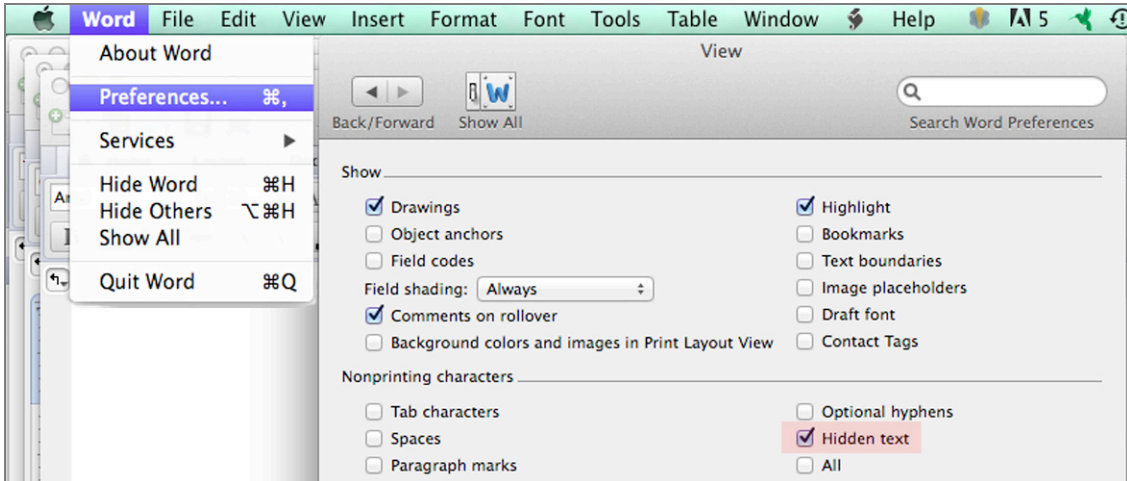 Word File Edit View Insert Format Font Tools Table Window Help 5
About Word
Preferences... ⌘,
Services ▶
Hide Word ⌘H
Hide Others ⌥⌘H
Show All
Quit Word ⌘Q
View
Back/Forward Show All
Search Word Preferences
Show
Drawings
Object anchors
Field codes
Field shading: Always
Comments on rollover
Background colors and images in Print Layout View
Highlight
Bookmarks
Text boundaries
Image placeholders
Draft font
Contact Tags
Nonprinting characters
Tab characters
Spaces
Paragraph marks
Optional hyphens
Hidden text
All